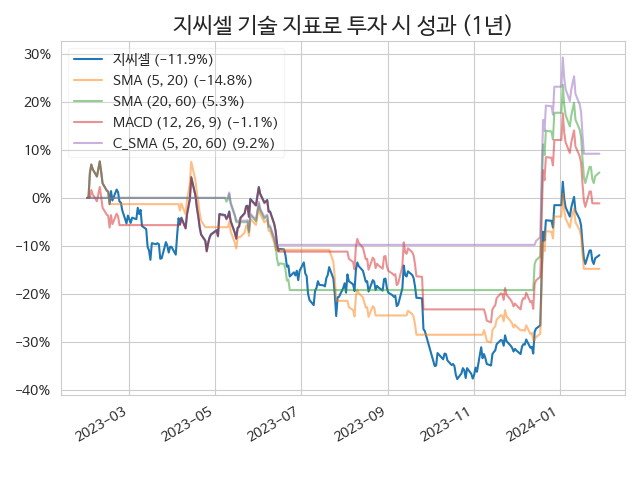 지씨셀 기술 지표로 투자 시 성과 (1년)
지씨셀 (−11.9%)
SMA (5, 20) (−14.8%)
SMA (20, 60) (5.3%)
MACD (12, 26, 9) (−1.1%)
C_SMA (5, 20, 60) (9.2%)
30%
20%
10%
0%
−10%
−20%
−30%
−40%
2023−03
2023−05
2023−07
2023−09
2023−11
2024−01